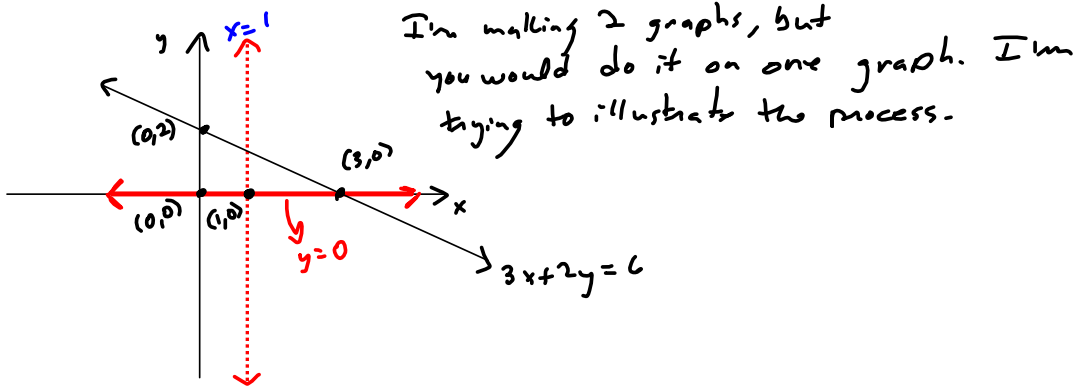 I'm making 2 graphs, but
you would do it on one graph. I'm
trying to illustrate the process.
x=1
y
(0,2)
(3,0)
x
(0,0) (1,0)
y=0
3x+2y=6